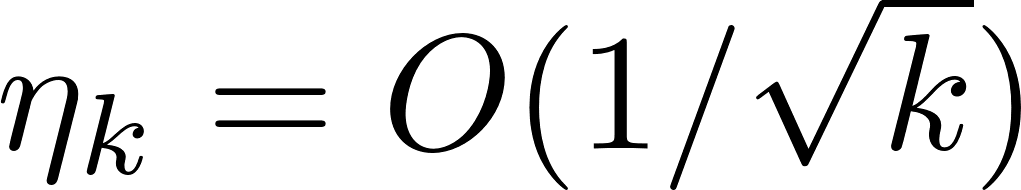 η_k = O(1/√k)